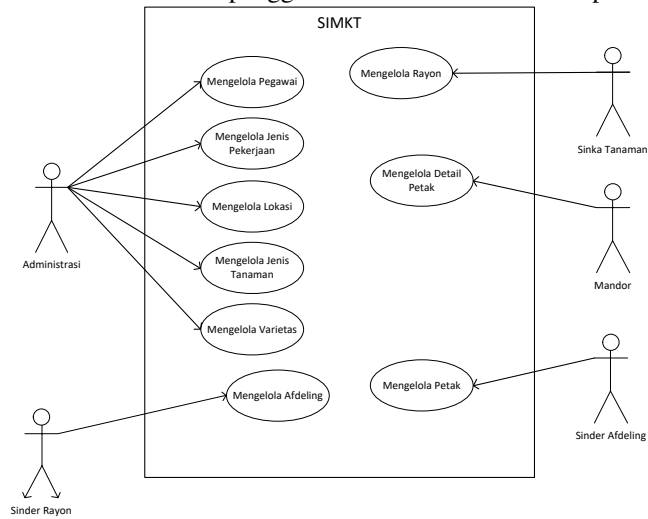 SIMKT
Mengelola Pegawai
Mengelola Jenis
Pekerjaan
Mengelola Lokasi
Mengelola Jenis
Tanaman
Mengelola Varietas
Mengelola Afdeling
Mengelola Rayon
Mengelola Detail
Petak
Mengelola Petak
Administrasi
Sinder Rayon
Sinka Tanaman
Mandor
Sinder Afdeling